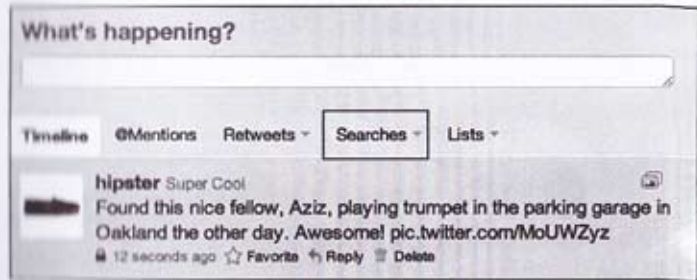 What's happening?
Timeline @Mentions Retweets Searches Lists
hipster Super Cool
Found this nice fellow, Aziz, playing trumpet in the parking garage in
Oakland the other day. Awesome! pic.twitter.com/MoUWZyz
12 seconds ago Favorite Reply Delete